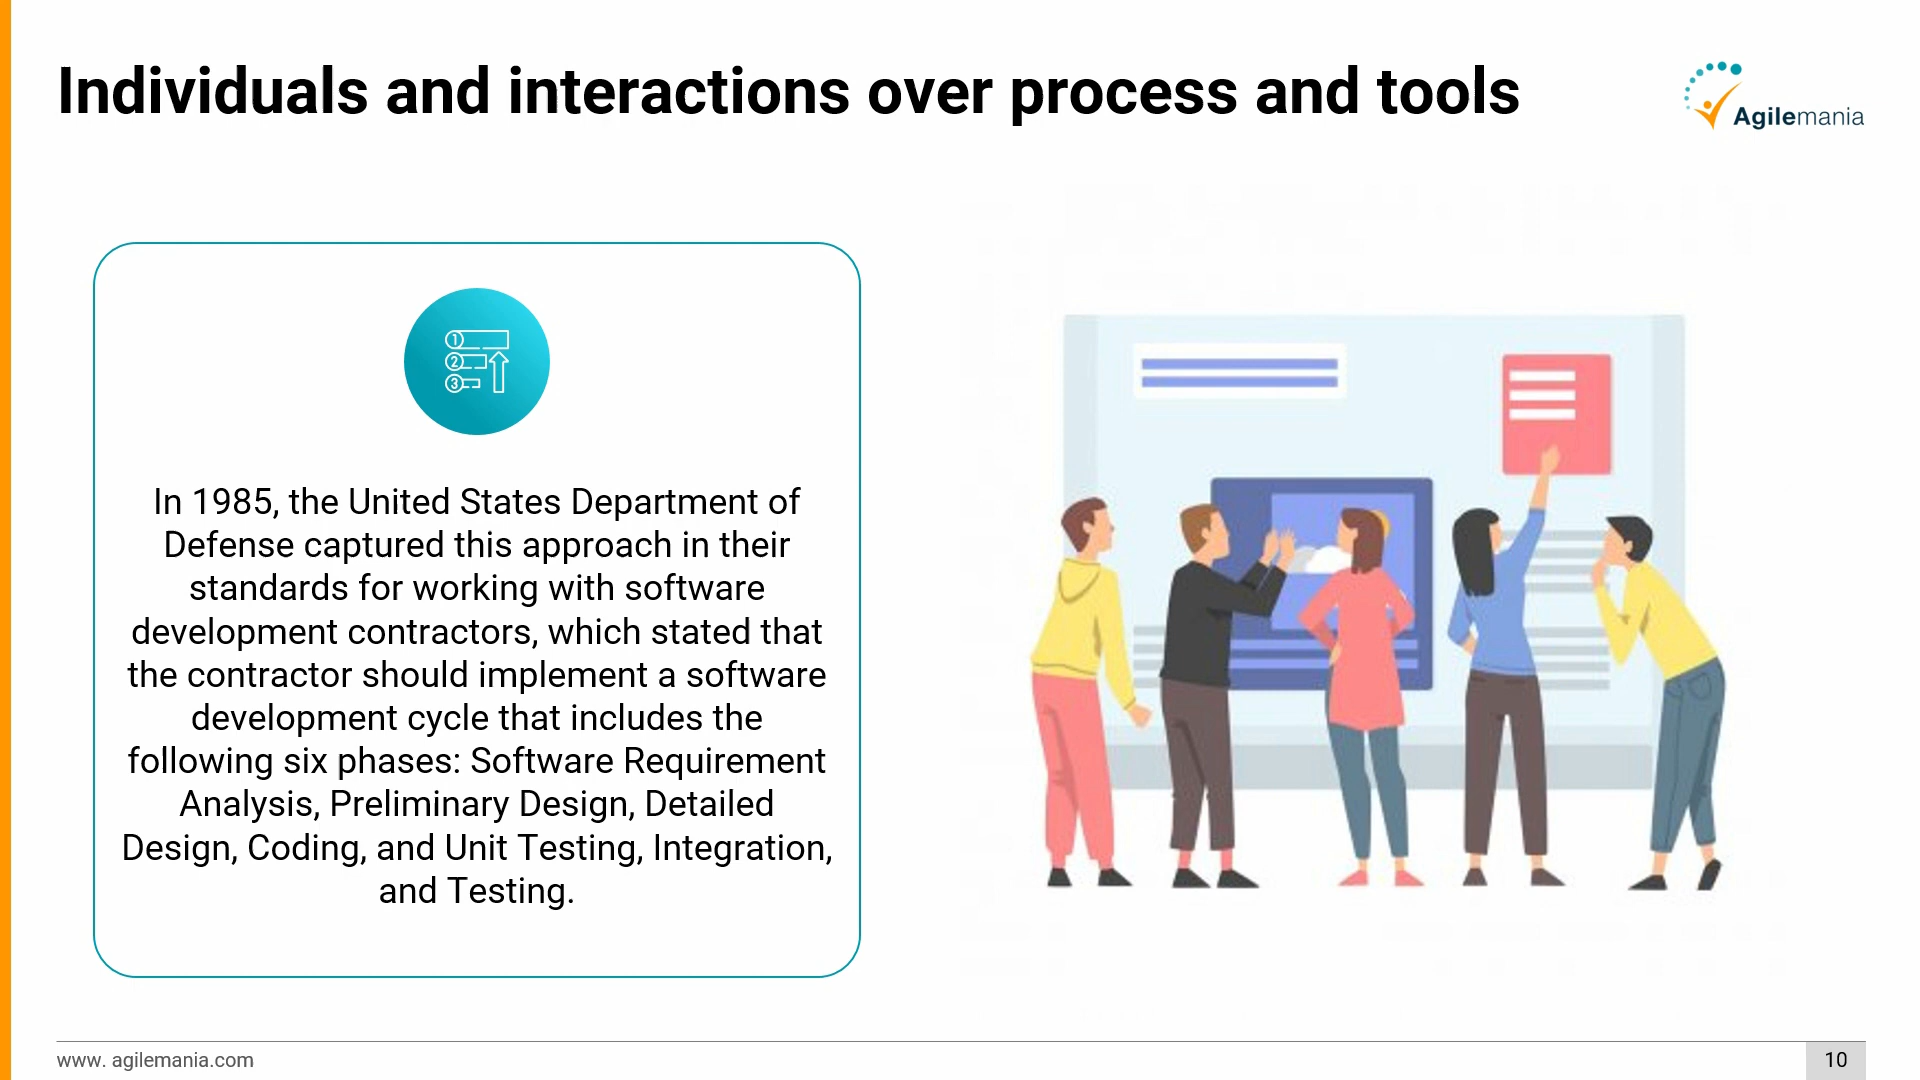 Individuals and interactions over process and tools
Agilemania
1
2
3
In 1985, the United States Department of
Defense captured this approach in their
standards for working with software
development contractors, which stated that
the contractor should implement a software
development cycle that includes the
following six phases: Software Requirement
Analysis, Preliminary Design, Detailed
Design, Coding, and Unit Testing, Integration,
and Testing.
www. agilemania.com
10